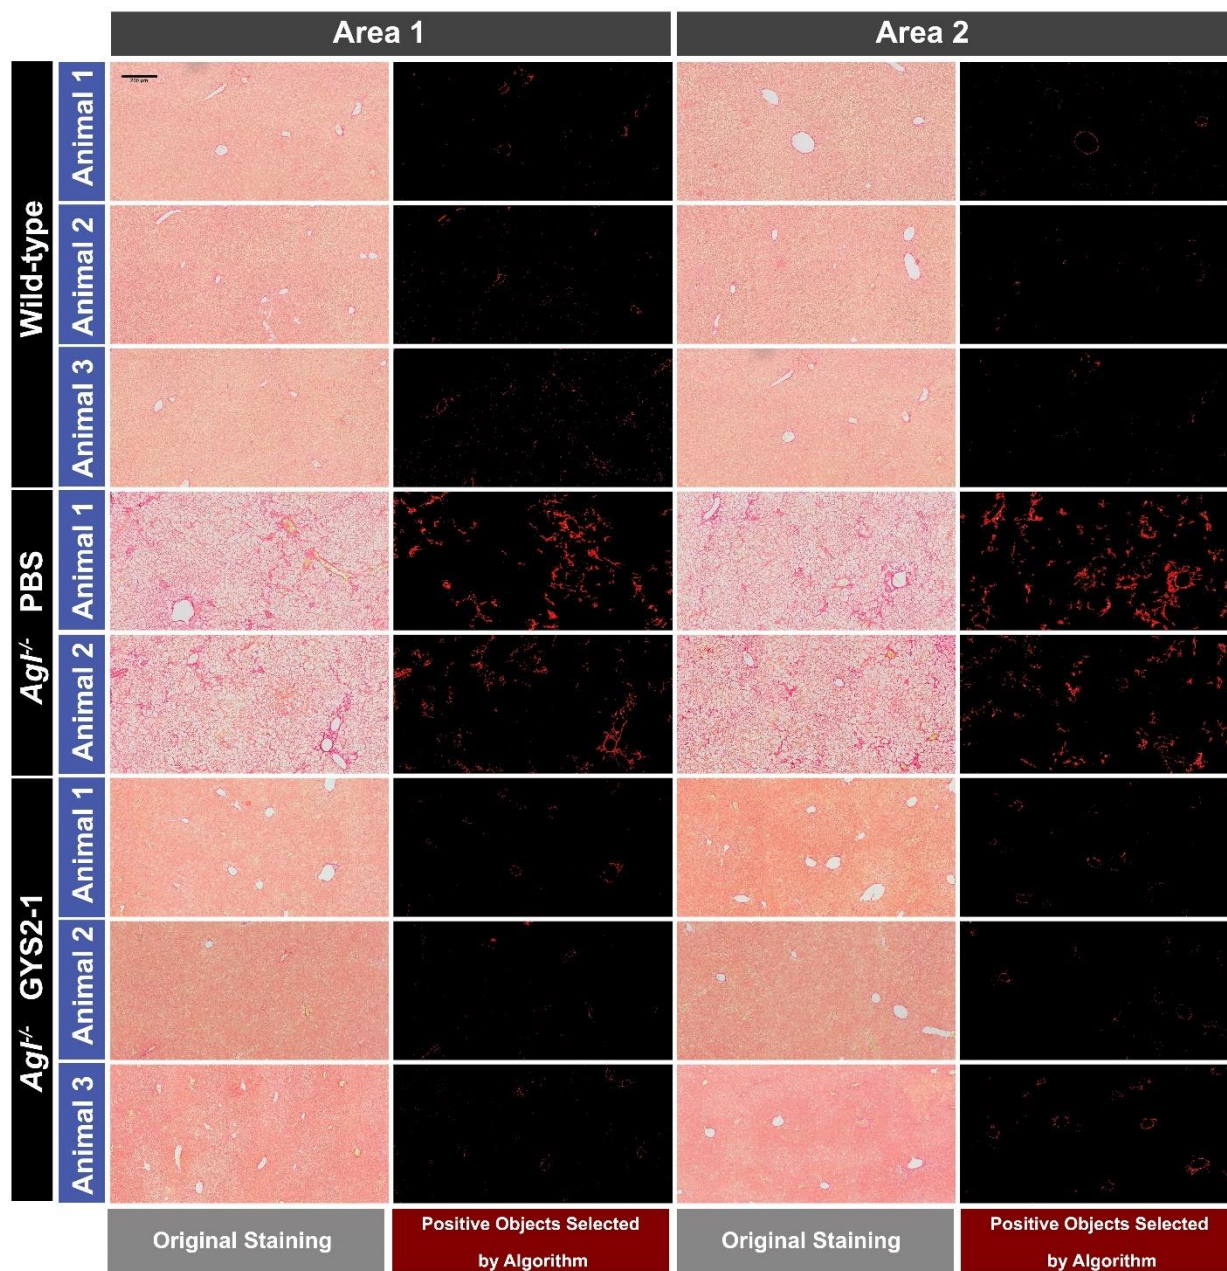 Area 1
Area 2
Wild-type
Animal 1
200 µm
Animal 2
Animal 3
Agl-/- PBS
Animal 1
Animal 2
Agl-/- GYS2-1
Animal 1
Animal 2
Animal 3
Original Staining
Positive Objects Selected
by Algorithm
Original Staining
Positive Objects Selected
by Algorithm